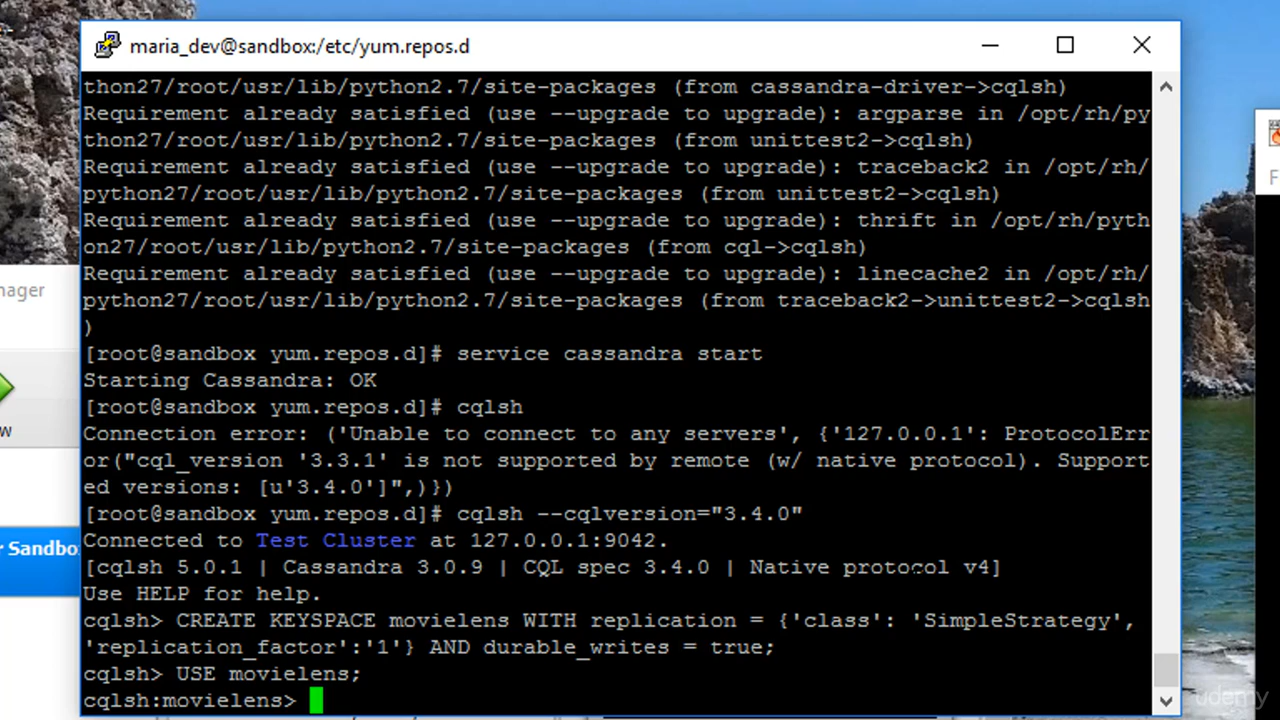 maria_dev@sandbox:/etc/yum.repos.d
thon27/root/usr/lib/python2.7/site-packages (from cassandra-driver->cqlsh)
Requirement already satisfied (use --upgrade to upgrade): argparse in /opt/rh/py
thon27/root/usr/lib/python2.7/site-packages (from unittest2->cqlsh)
Requirement already satisfied (use --upgrade to upgrade): traceback2 in /opt/rh/
python27/root/usr/lib/python2.7/site-packages (from unittest2->cqlsh)
Requirement already satisfied (use --upgrade to upgrade): thrift in /opt/rh/pyth
on27/root/usr/lib/python2.7/site-packages (from cql->cqlsh)
Requirement already satisfied (use --upgrade to upgrade): linecache2 in /opt/rh/
python27/root/usr/lib/python2.7/site-packages (from traceback2->unittest2->cqlsh
)
[root@sandbox yum.repos.d]# service cassandra start
Starting Cassandra: OK
[root@sandbox yum.repos.d]# cqlsh
Connection error: ('Unable to connect to any servers', {'127.0.0.1': ProtocolErr
or("cql_version '3.3.1' is not supported by remote (w/ native protocol). Support
ed versions: [u'3.4.0']",)})
[root@sandbox yum.repos.d]# cqlsh --cqlversion="3.4.0"
Connected to Test Cluster at 127.0.0.1:9042.
[cqlsh 5.0.1 | Cassandra 3.0.9 | CQL spec 3.4.0 | Native protocol v4]
Use HELP for help.
cqlsh> CREATE KEYSPACE movielens WITH replication = {'class': 'SimpleStrategy',
'replication_factor':'1'} AND durable_writes = true;
cqlsh> USE movielens;
cqlsh:movielens>
nager
w
r Sandbo
F
udemy